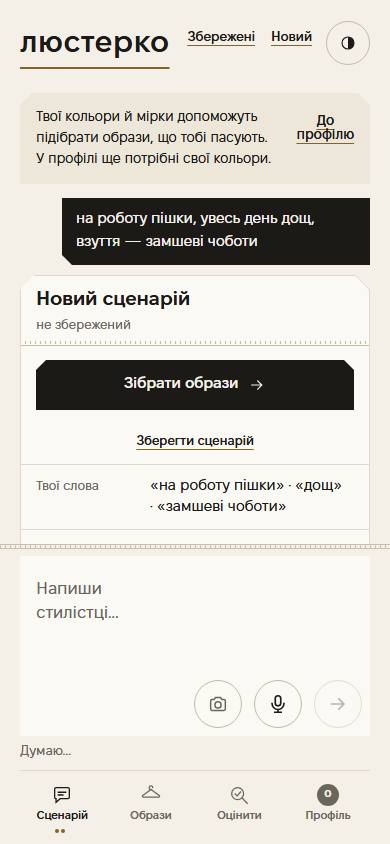 люстерко
Збережені
Новий
Твої кольори й мірки допоможуть
підібрати образи, що тобі пасують.
У профілі ще потрібні свої кольори.
До
профілю
на роботу пішки, увесь день дощ,
взуття — замшеві чоботи
Новий сценарій
не збережений
Зібрати образи →
Зберегти сценарій
Твої слова
«на роботу пішки» · «дощ»
· «замшеві чоботи»
Напиши
стилістці...
Думаю...
Сценарій
Образи
Оцінити
0
Профіль